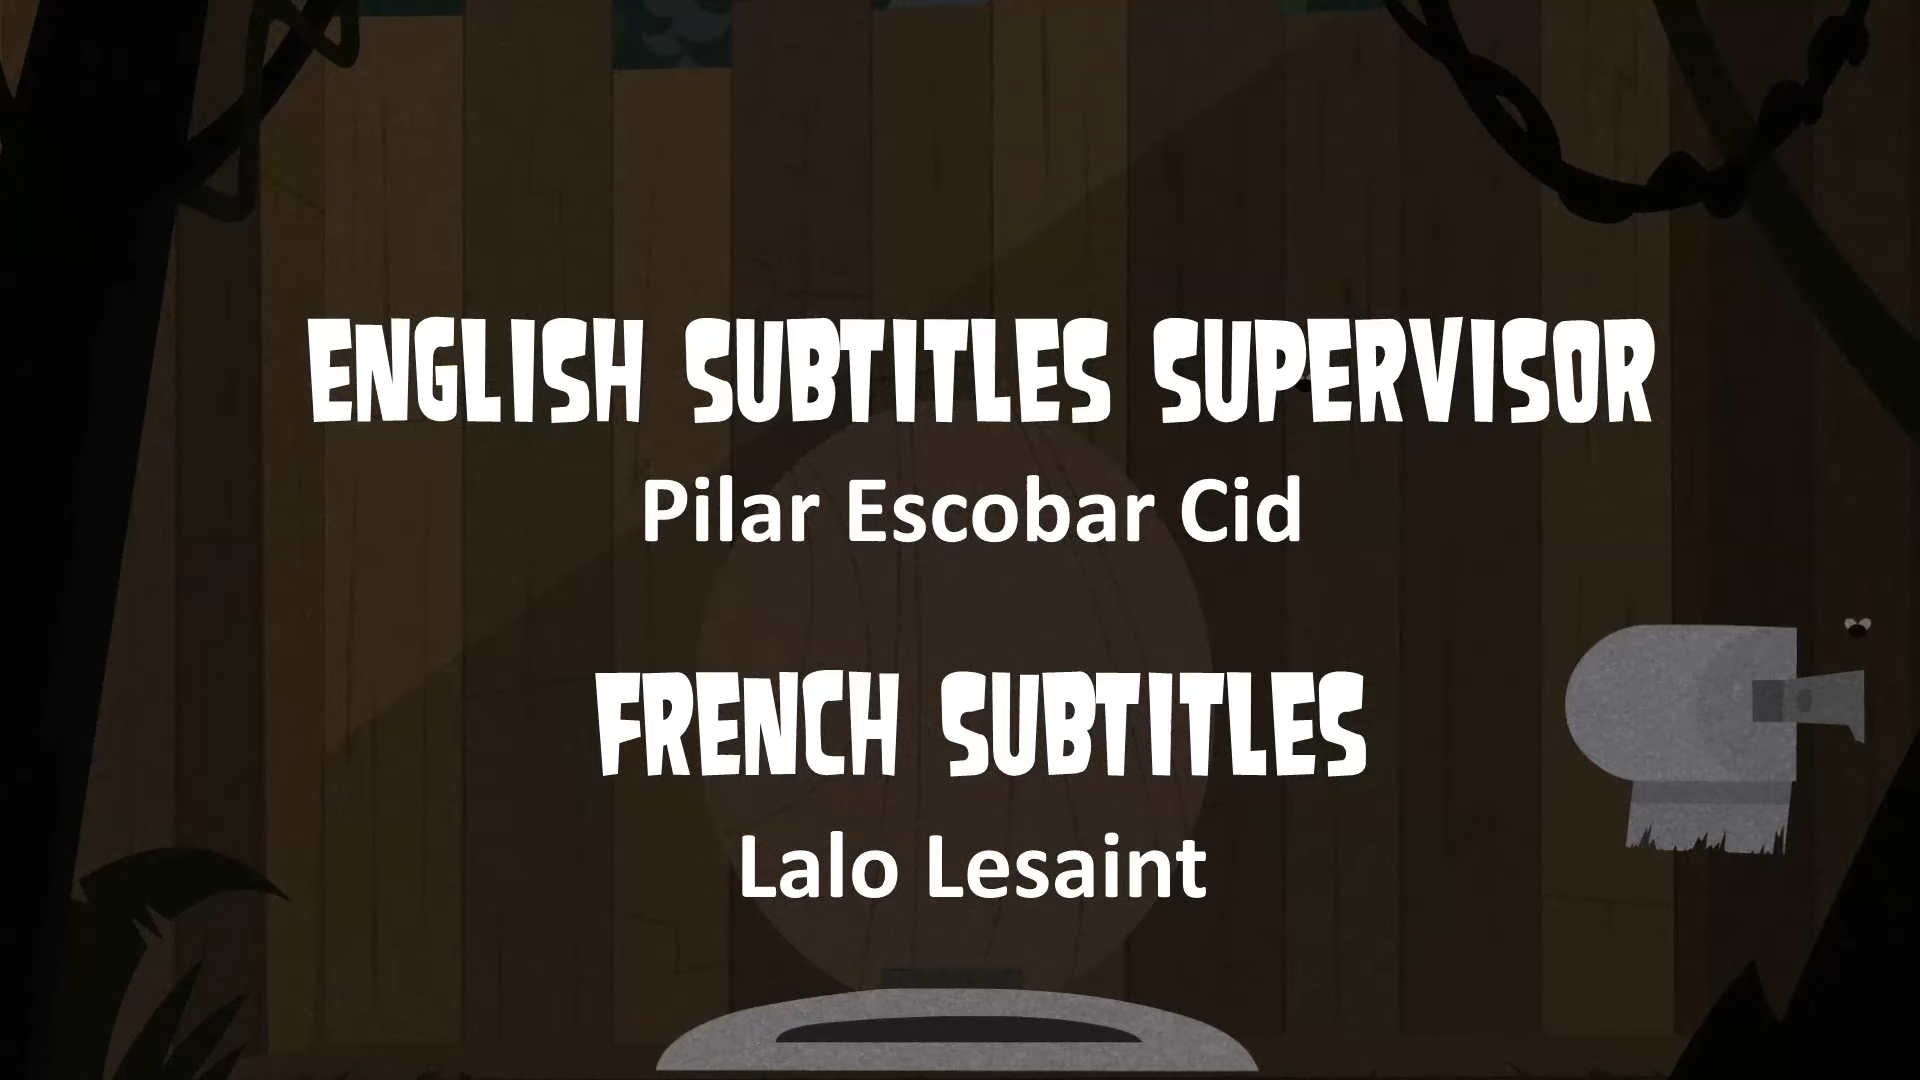 ENGLISH SUBTITLES SUPERVISOR
Pilar Escobar Cid
FRENCH SUBTITLES
Lalo Lesaint